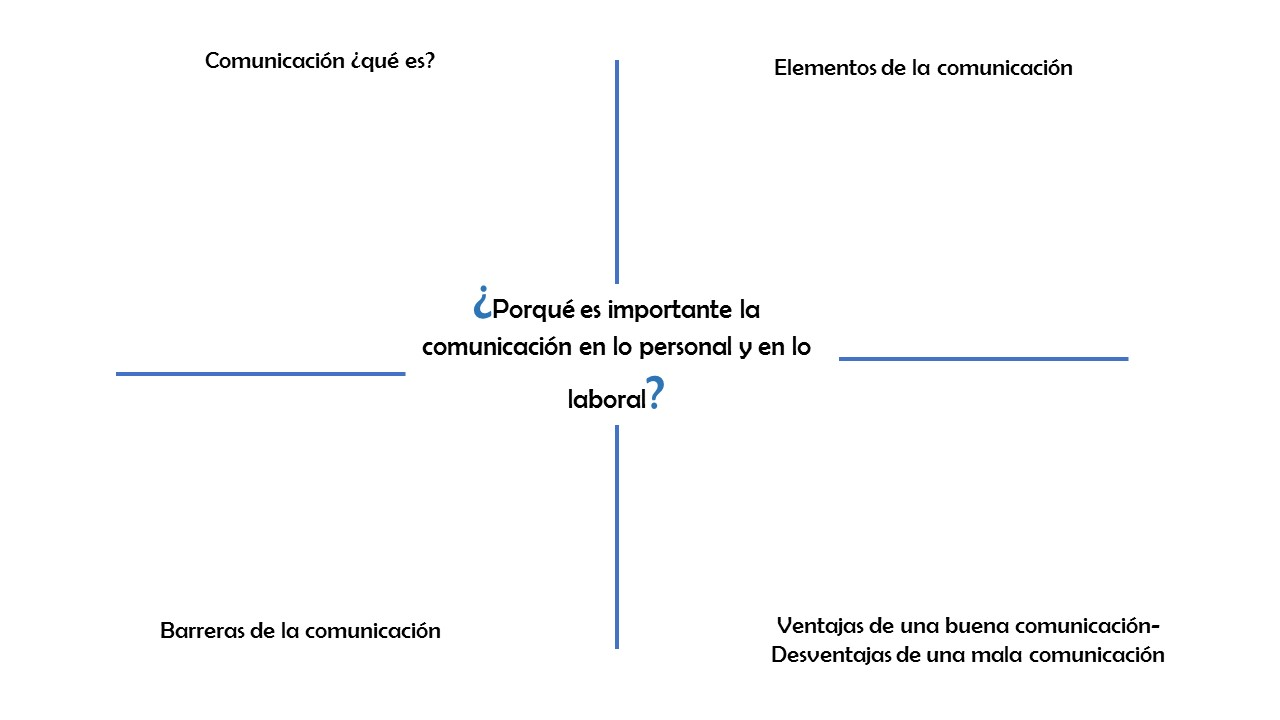 Comunicación ¿qué es?
Elementos de la comunicación
¿Porqué es importante la
comunicación en lo personal y en lo
laboral?
Barreras de la comunicación
Ventajas de una buena comunicación-
Desventajas de una mala comunicación